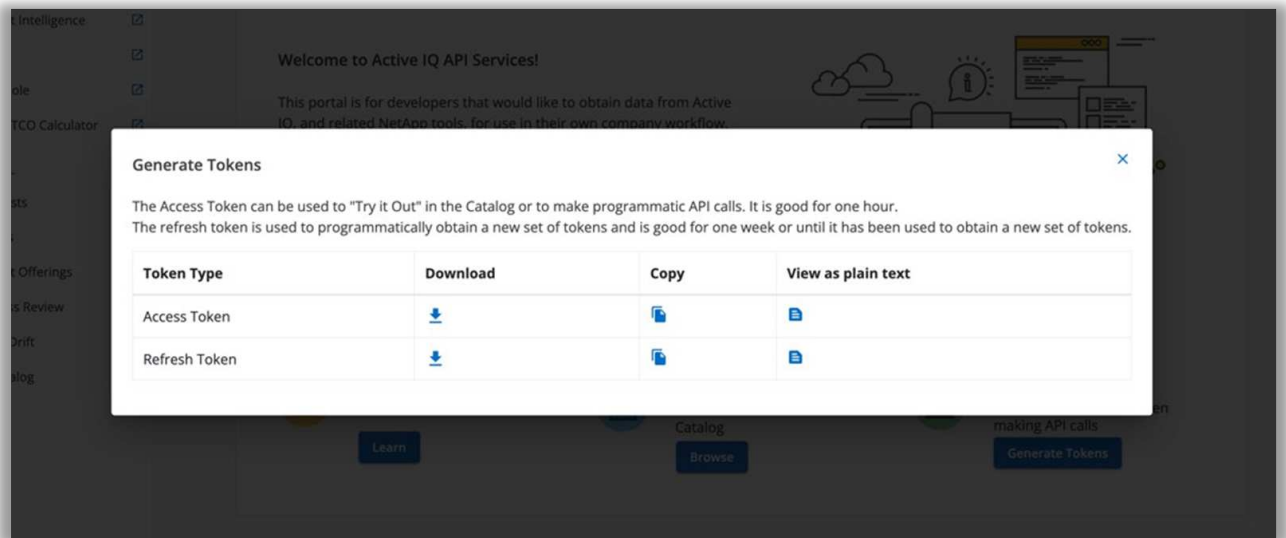 t Intelligence
ole
TCO Calculator
sts
t Offerings
ss Review
Drift
alog
Welcome to Active IQ API Services!
This portal is for developers that would like to obtain data from Active
IQ, and related NetApp tools, for use in their own company workflow.
Generate Tokens
The Access Token can be used to "Try it Out" in the Catalog or to make programmatic API calls. It is good for one hour.
The refresh token is used to programmatically obtain a new set of tokens and is good for one week or until it has been used to obtain a new set of tokens.
Token Type Download Copy View as plain text
Access Token
Refresh Token
Learn
Catalog
Browse
en
making API calls
Generate Tokens